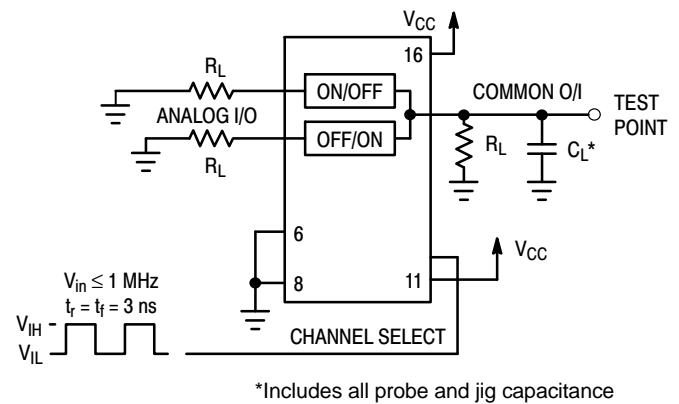 VCC
16
RL
ON/OFF
COMMON O/I
TEST
POINT
ANALOG I/O
OFF/ON
RL
RL
CL*
6
VCC
8
11
Vin ≤ 1 MHz
tr = tf = 3 ns
VIH
VIL
CHANNEL SELECT
*Includes all probe and jig capacitance